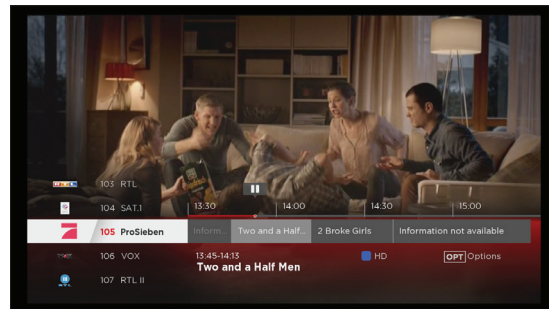 103 RTL
104 SAT.1
13:30 14:00 14:30 15:00
105 ProSieben Inform... Two and a Half... 2 Broke Girls Information not available
106 VOX 13:45-14:13 HD OPT Options
Two and a Half Men
107 RTL II